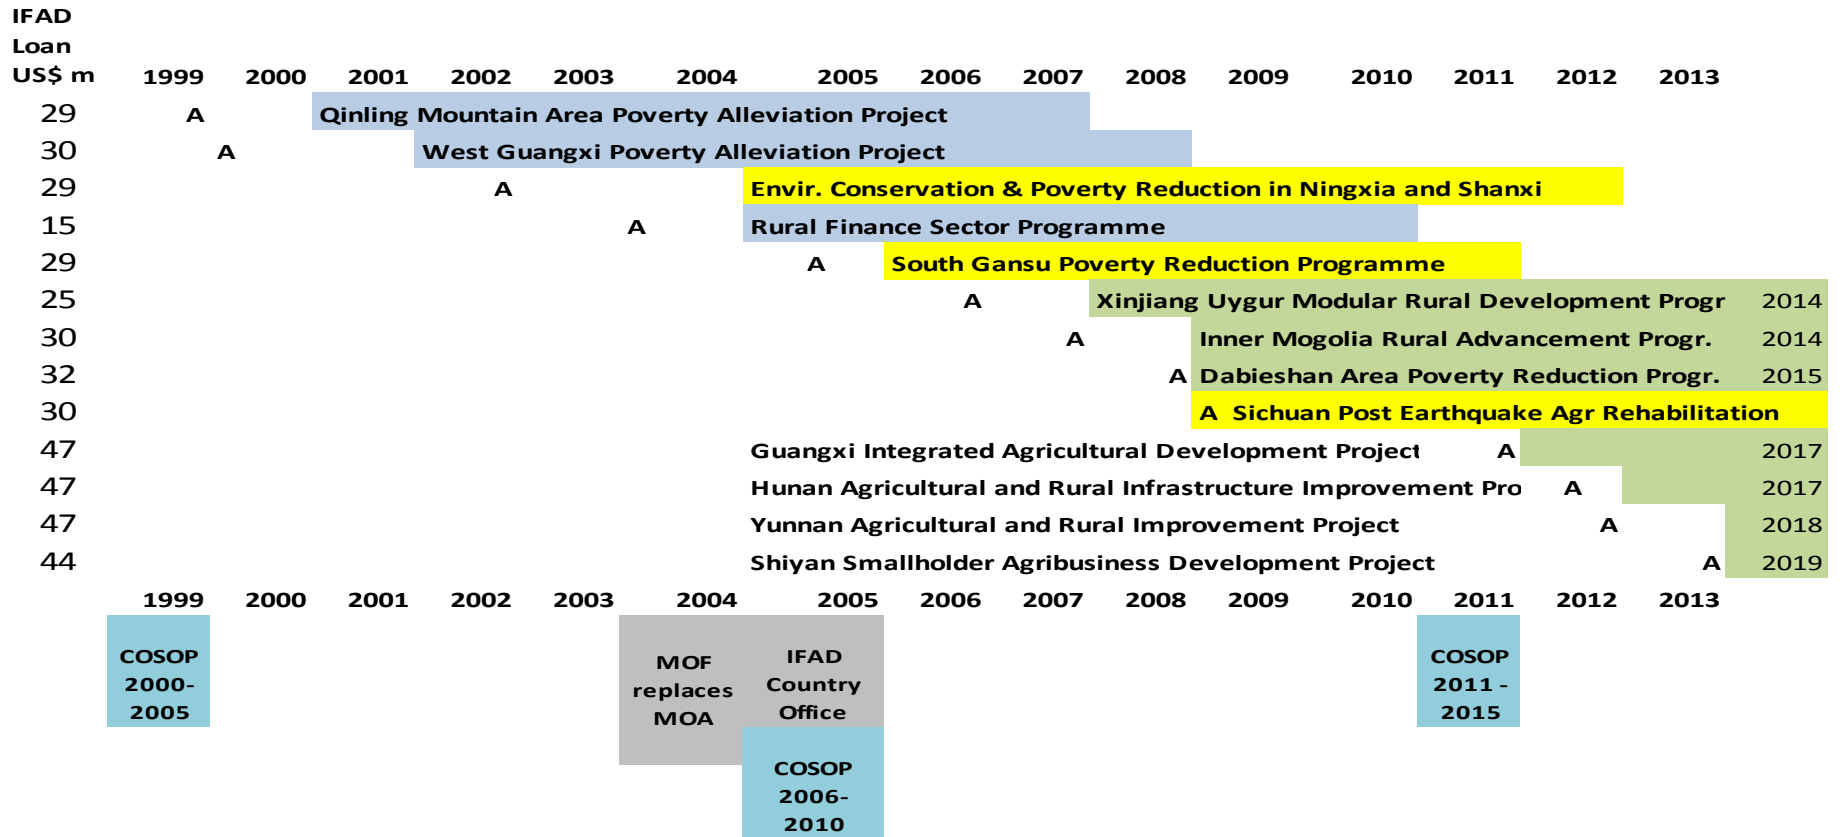 IFAD
Loan
US$ m 1999 2000 2001 2002 2003 2004 2005 2006 2007 2008 2009 2010 2011 2012 2013
29 A Qinling Mountain Area Poverty Alleviation Project
30 A West Guangxi Poverty Alleviation Project
29 A Envir. Conservation & Poverty Reduction in Ningxia and Shanxi
15 A Rural Finance Sector Programme
29 A South Gansu Poverty Reduction Programme
25 A Xinjiang Uygur Modular Rural Development Progr 2014
30 A Inner Mogolia Rural Advancement Progr. 2014
32 A Dabieshan Area Poverty Reduction Progr. 2015
30 A Sichuan Post Earthquake Agr Rehabilitation
47 Guangxi Integrated Agricultural Development Project A 2017
47 Hunan Agricultural and Rural Infrastructure Improvement Pro A 2017
47 Yunnan Agricultural and Rural Improvement Project A 2018
44 Shiyan Smallholder Agribusiness Development Project A 2019
1999 2000 2001 2002 2003 2004 2005 2006 2007 2008 2009 2010 2011 2012 2013
COSOP
2000-
2005
MOF
replaces
MOA
IFAD
Country
Office
COSOP
2011 -
2015
COSOP
2006-
2010